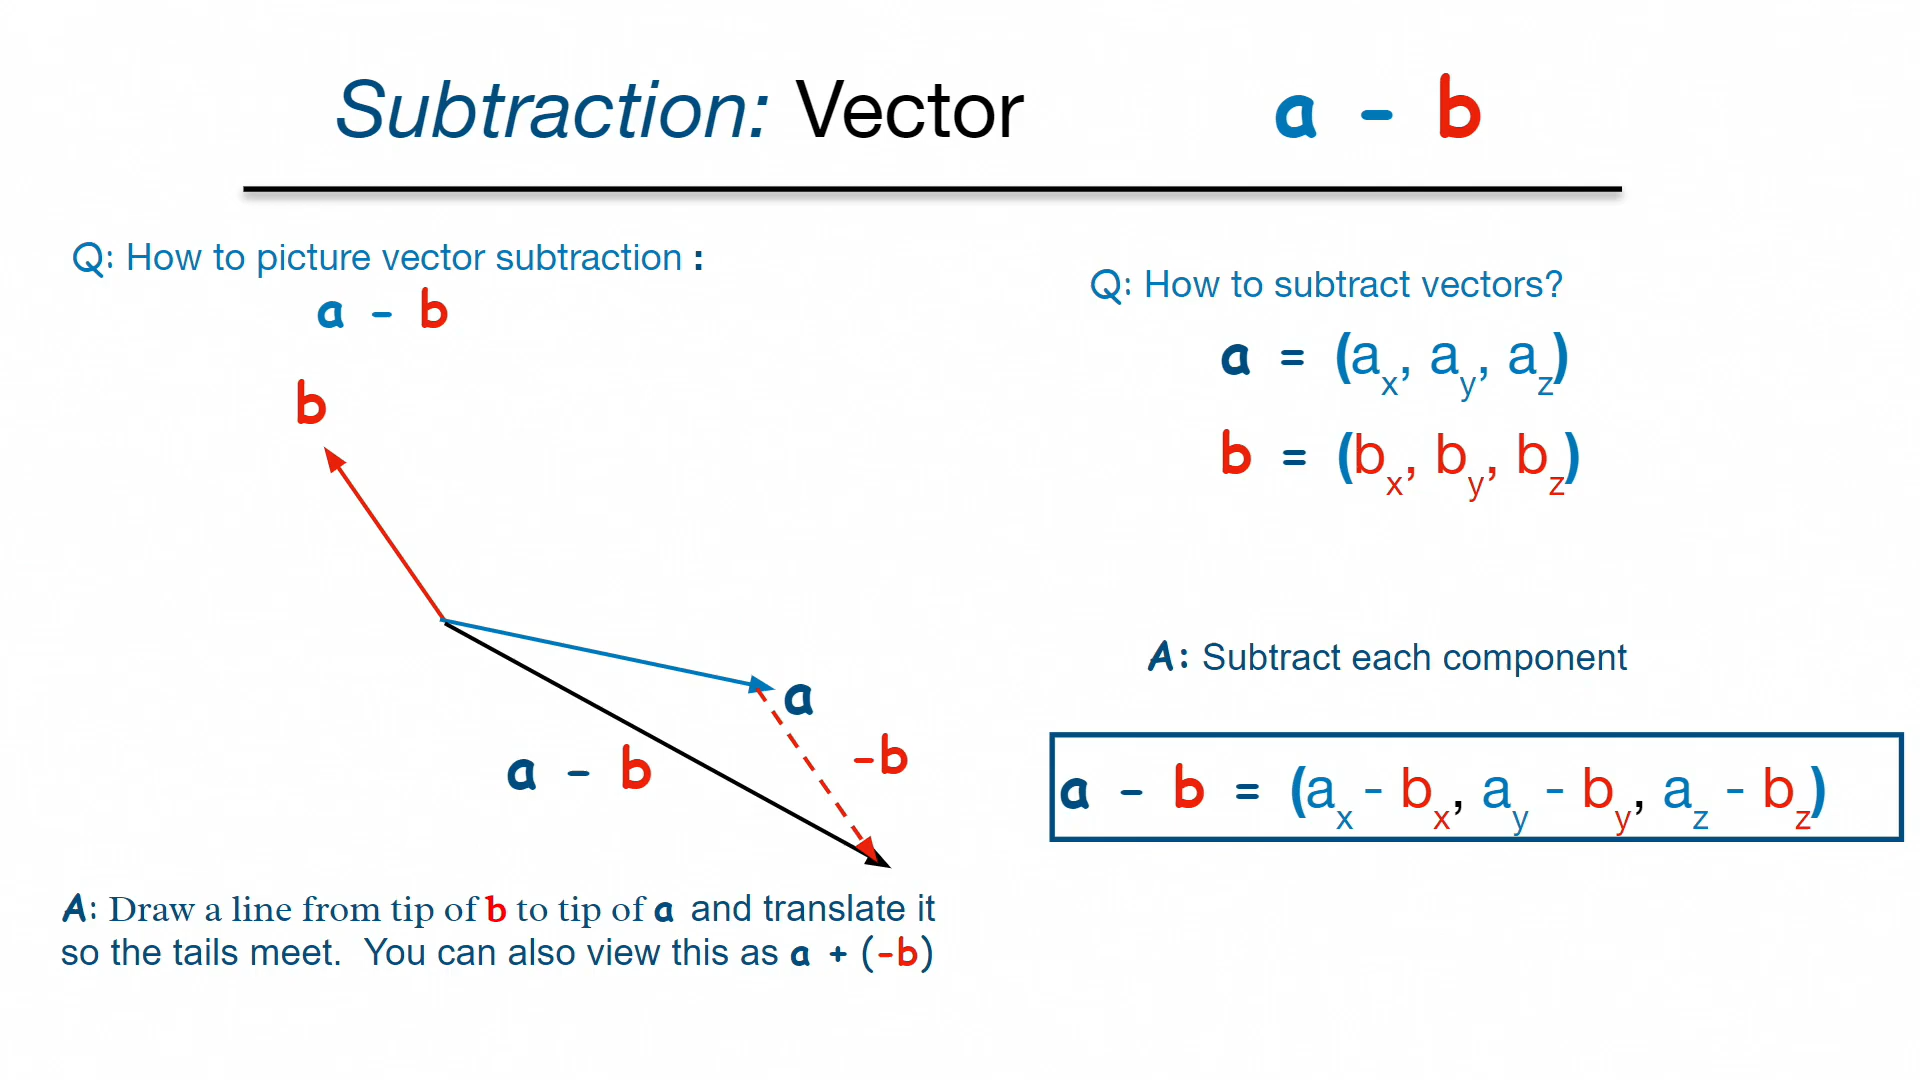 Subtraction: Vector a - b
Q: How to picture vector subtraction :
a - b
b
a
-b
a - b
A: Draw a line from tip of b to tip of a and translate it
so the tails meet. You can also view this as a + (-b)
Q: How to subtract vectors?
a = (ax, ay, az)
b = (bx, by, bz)
A: Subtract each component
a - b = (ax - bx, ay - by, az - bz)